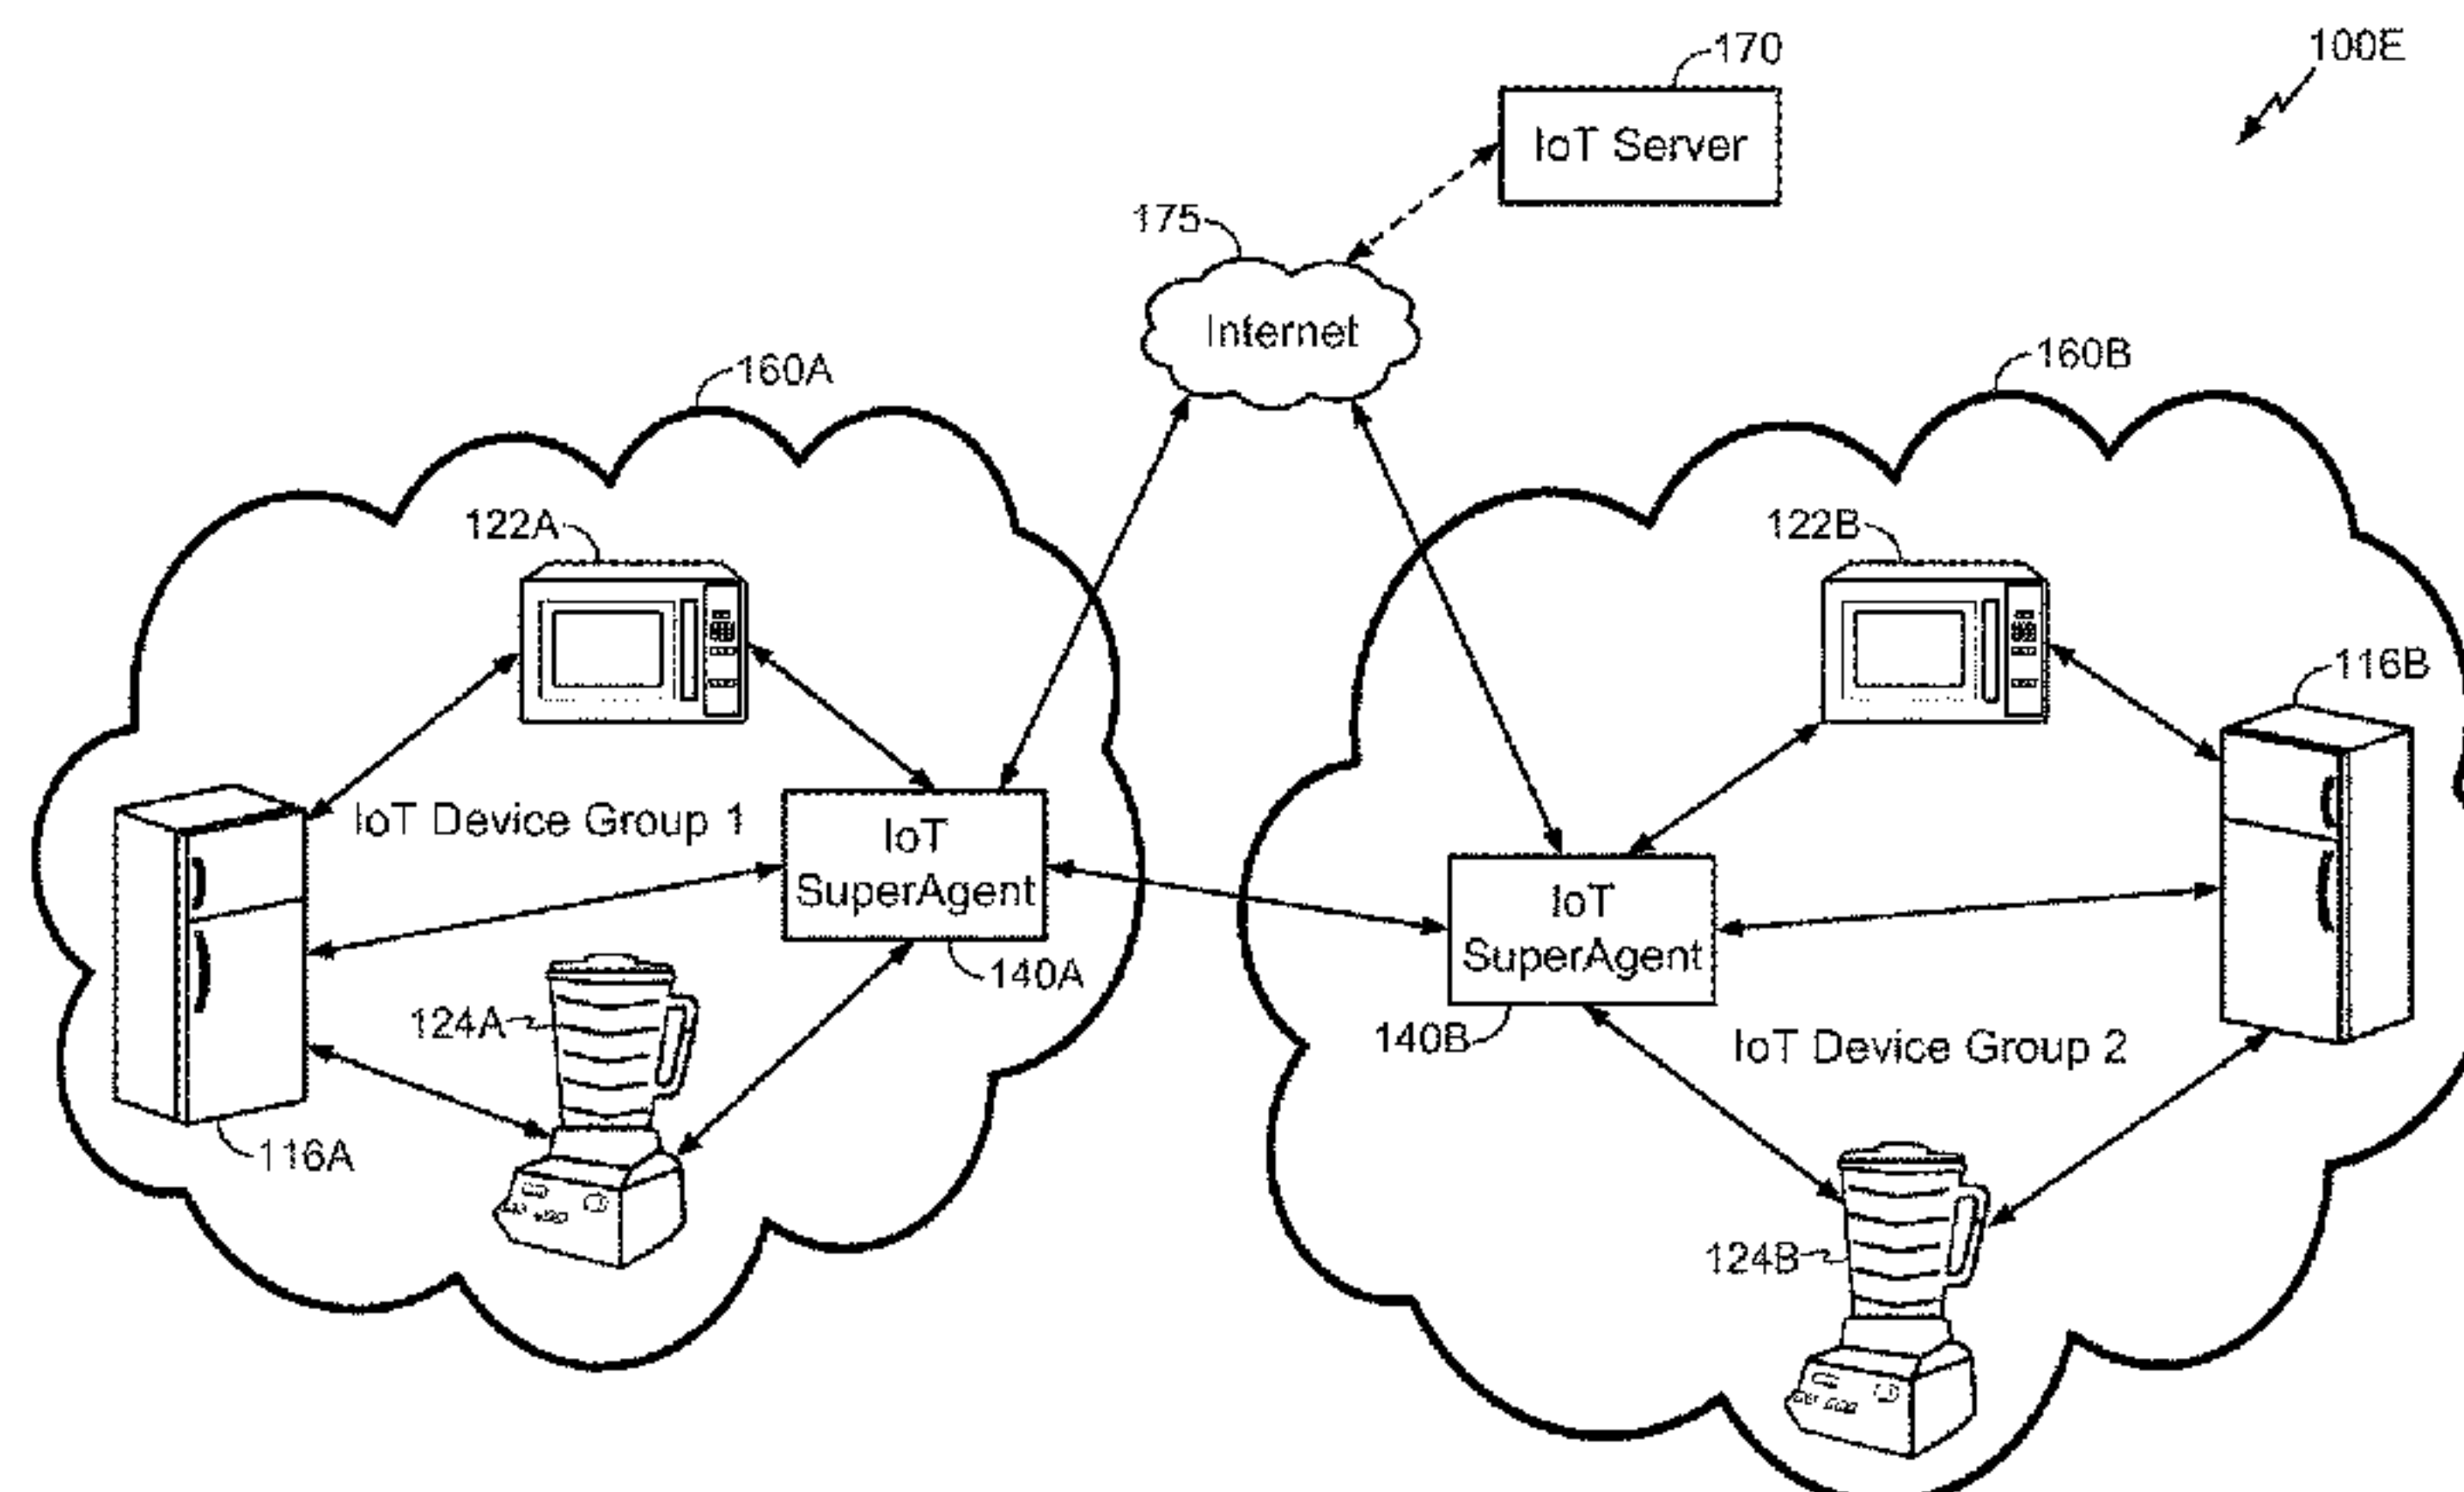 100E
170
IoT Server
175
Internet
160A
160B
122A
122B
116B
IoT Device Group 1
IoT
SuperAgent
140A
IoT
SuperAgent
140B
124A
IoT Device Group 2
116A
124B